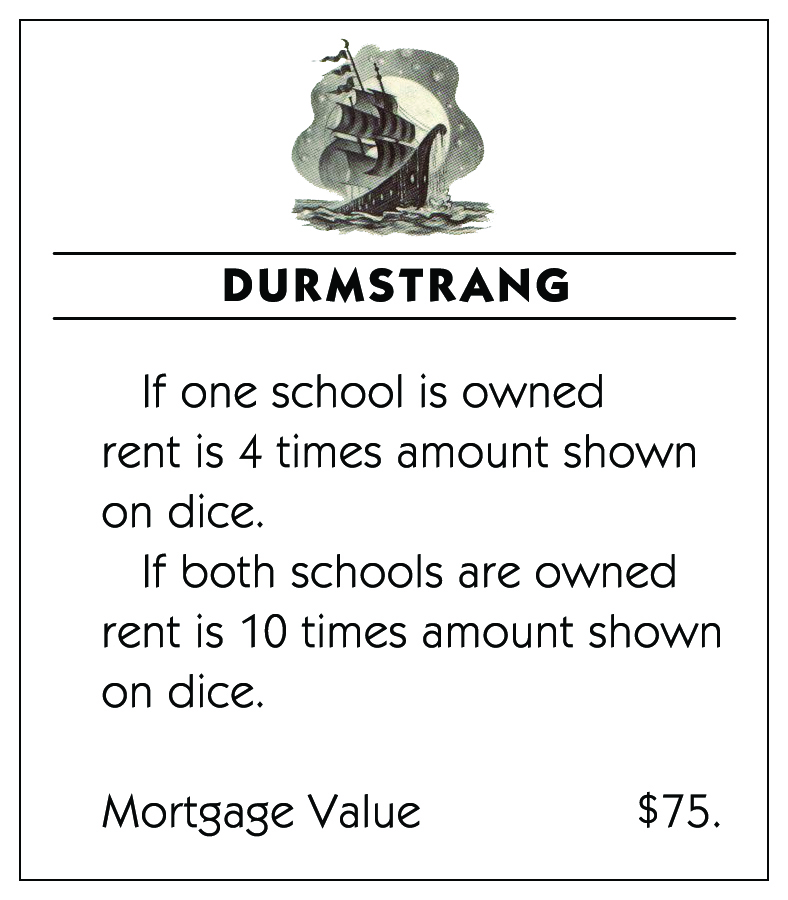 DURMSTRANG
If one school is owned
rent is 4 times amount shown
on dice.
If both schools are owned
rent is 10 times amount shown
on dice.
Mortgage Value $75.